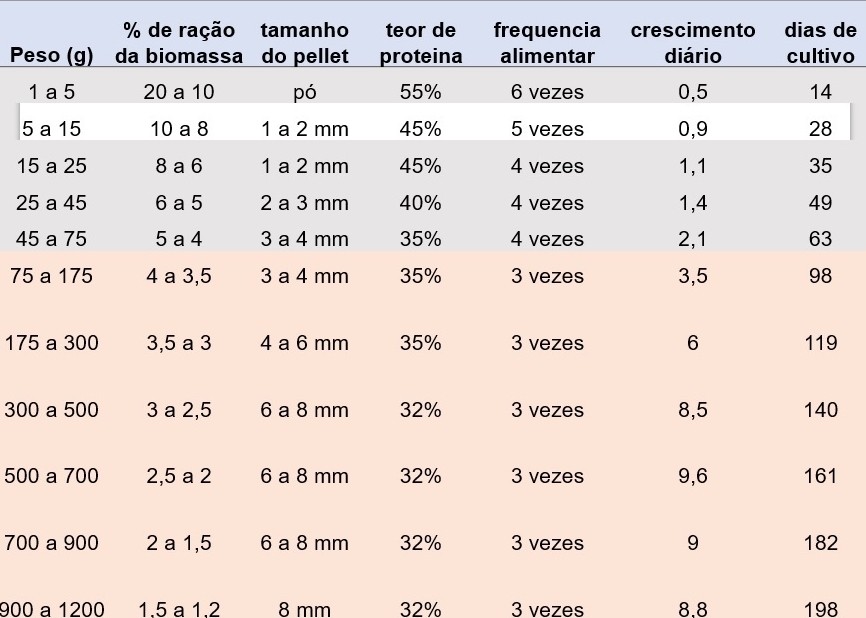 Peso (g) % de ração da biomassa tamanho do pellet teor de proteina frequencia alimentar crescimento diário dias de cultivo
1 a 5 20 a 10 pó 55% 6 vezes 0,5 14
5 a 15 10 a 8 1 a 2 mm 45% 5 vezes 0,9 28
15 a 25 8 a 6 1 a 2 mm 45% 4 vezes 1,1 35
25 a 45 6 a 5 2 a 3 mm 40% 4 vezes 1,4 49
45 a 75 5 a 4 3 a 4 mm 35% 4 vezes 2,1 63
75 a 175 4 a 3,5 3 a 4 mm 35% 3 vezes 3,5 98
175 a 300 3,5 a 3 4 a 6 mm 35% 3 vezes 6 119
300 a 500 3 a 2,5 6 a 8 mm 32% 3 vezes 8,5 140
500 a 700 2,5 a 2 6 a 8 mm 32% 3 vezes 9,6 161
700 a 900 2 a 1,5 6 a 8 mm 32% 3 vezes 9 182
900 a 1200 1,5 a 1,2 8 mm 32% 3 vezes 8,8 198